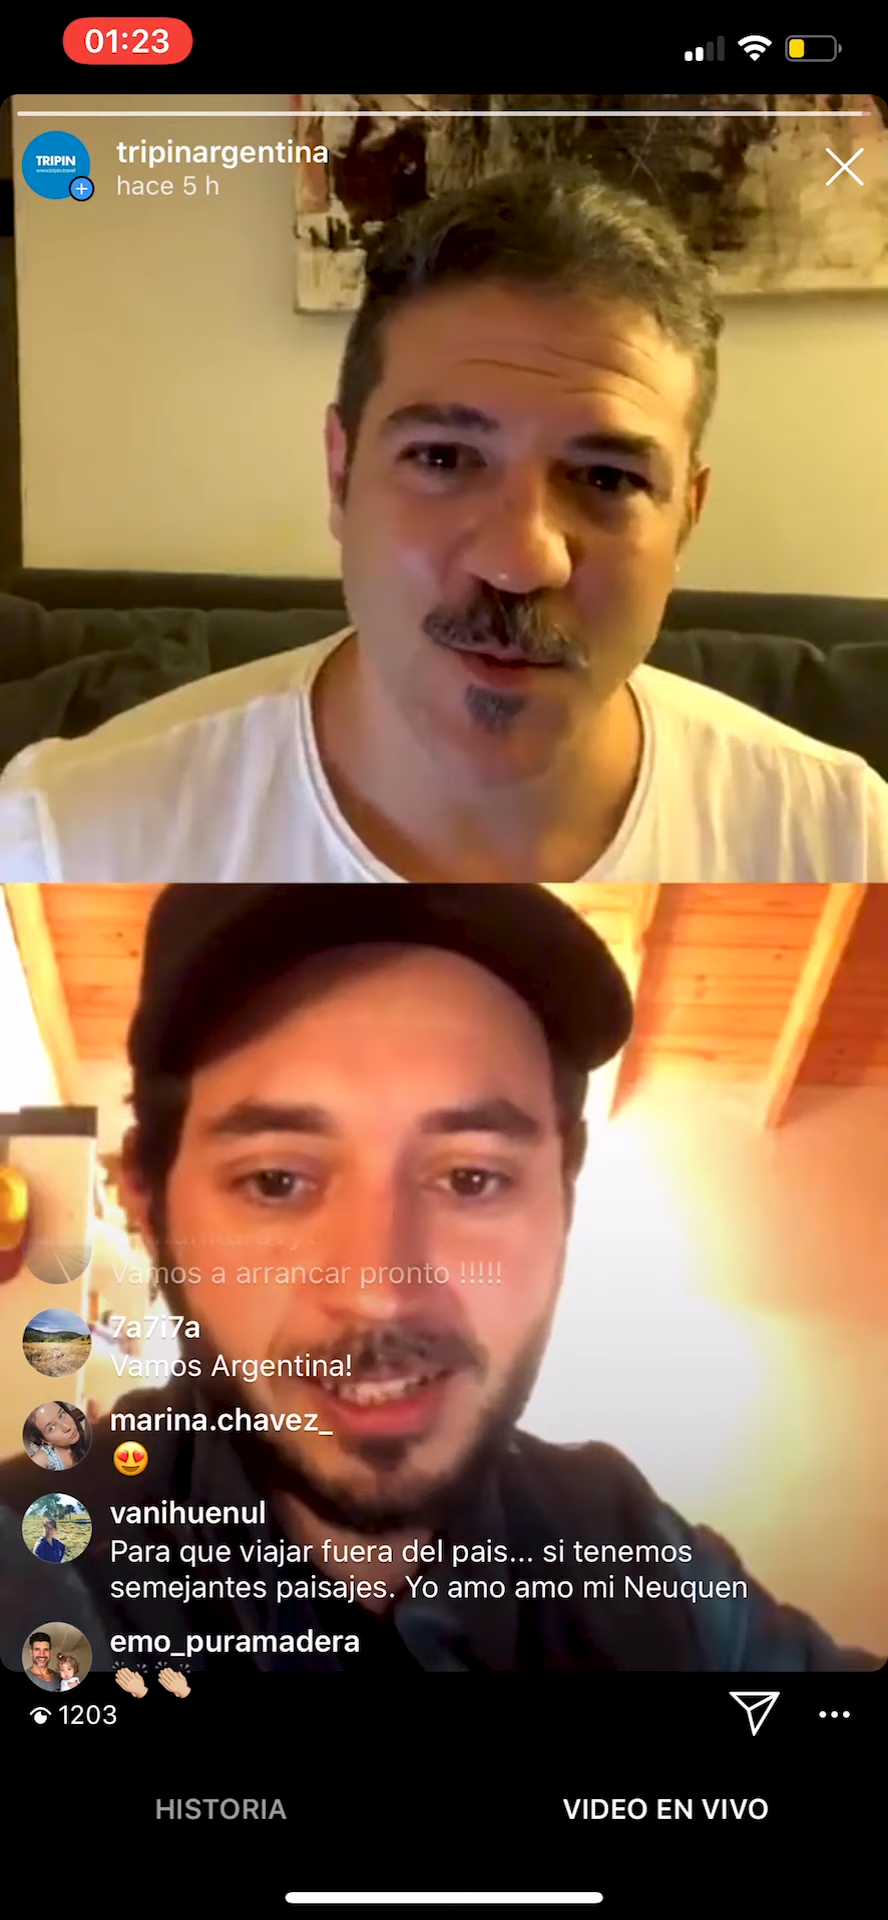 01:23
TRIPIN
tripinargentina
hace 5 h
Vamos a arrancar pronto !!!!!
7a7i7a
Vamos Argentina!
marina.chavez_
😍
vanihuenul
Para que viajar fuera del pais... si tenemos
semejantes paisajes. Yo amo amo mi Neuquen
emo_puramadera
👏🏼👏🏼
1203
HISTORIA
VIDEO EN VIVO